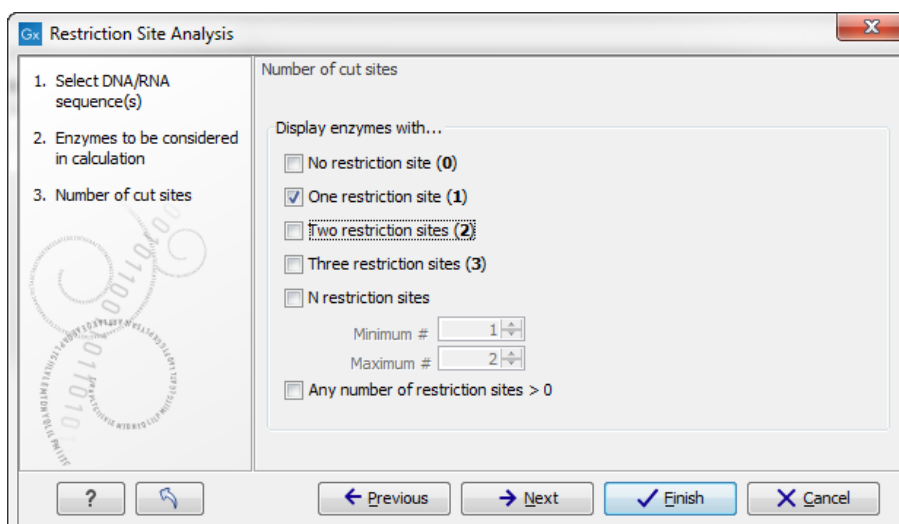 Gx Restriction Site Analysis
X
1. Select DNA/RNA
sequence(s)
2. Enzymes to be considered
in calculation
3. Number of cut sites
Number of cut sites
Display enzymes with...
No restriction site (0)
One restriction site (1)
Two restriction sites (2)
Three restriction sites (3)
N restriction sites
Minimum # 1
Maximum # 2
Any number of restriction sites > 0
? Previous Next Finish Cancel